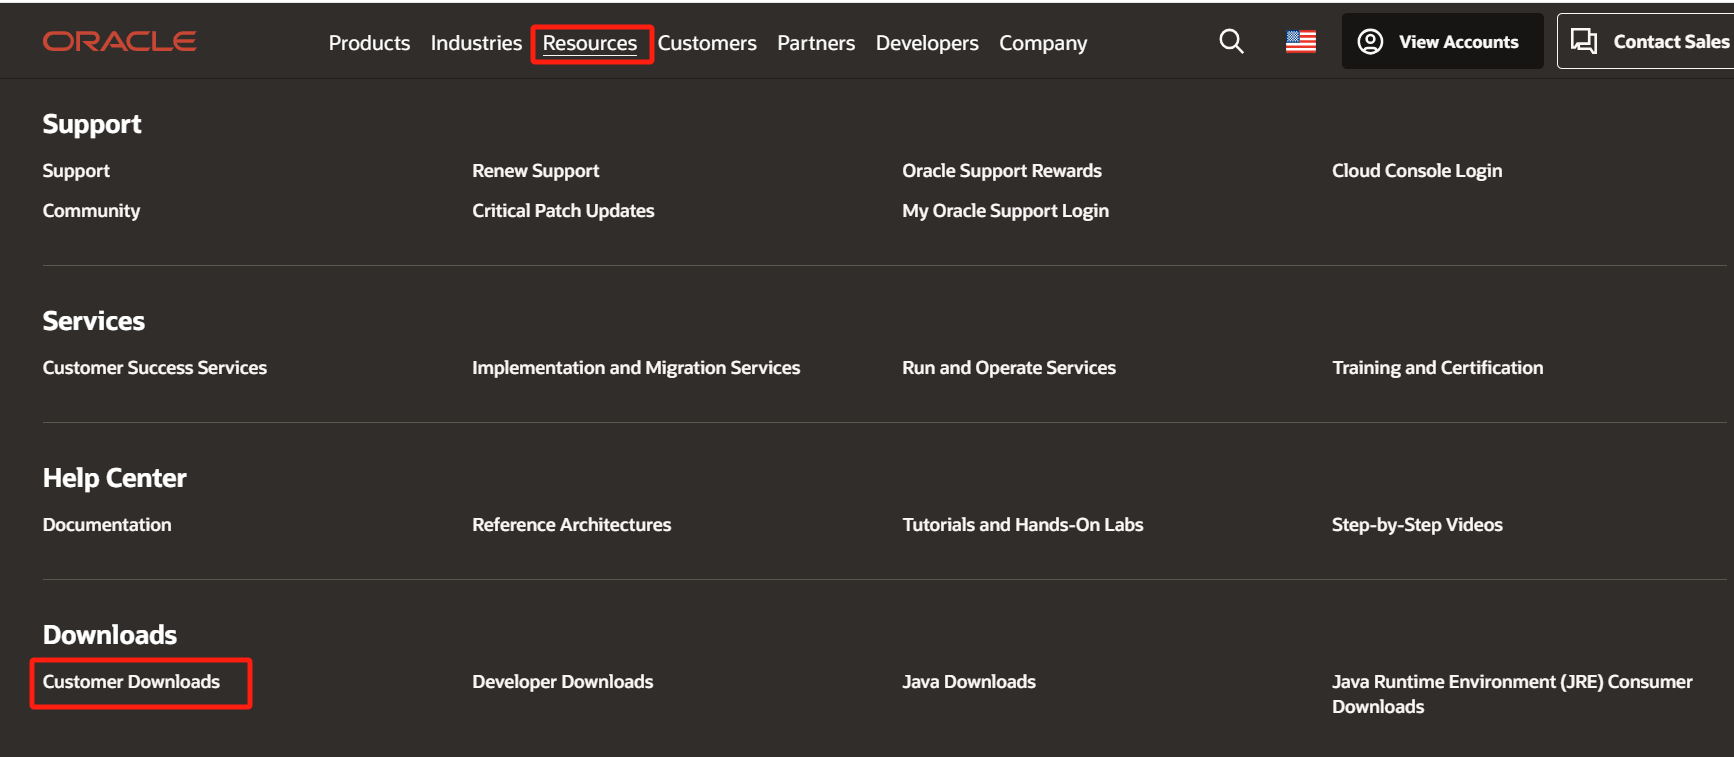 ORACLE Products Industries Resources Customers Partners Developers Company View Accounts Contact Sales
Support
Support Renew Support Oracle Support Rewards Cloud Console Login
Community Critical Patch Updates My Oracle Support Login
Services
Customer Success Services Implementation and Migration Services Run and Operate Services Training and Certification
Help Center
Documentation Reference Architectures Tutorials and Hands-On Labs Step-by-Step Videos
Downloads
Customer Downloads Developer Downloads Java Downloads Java Runtime Environment (JRE) Consumer
Downloads